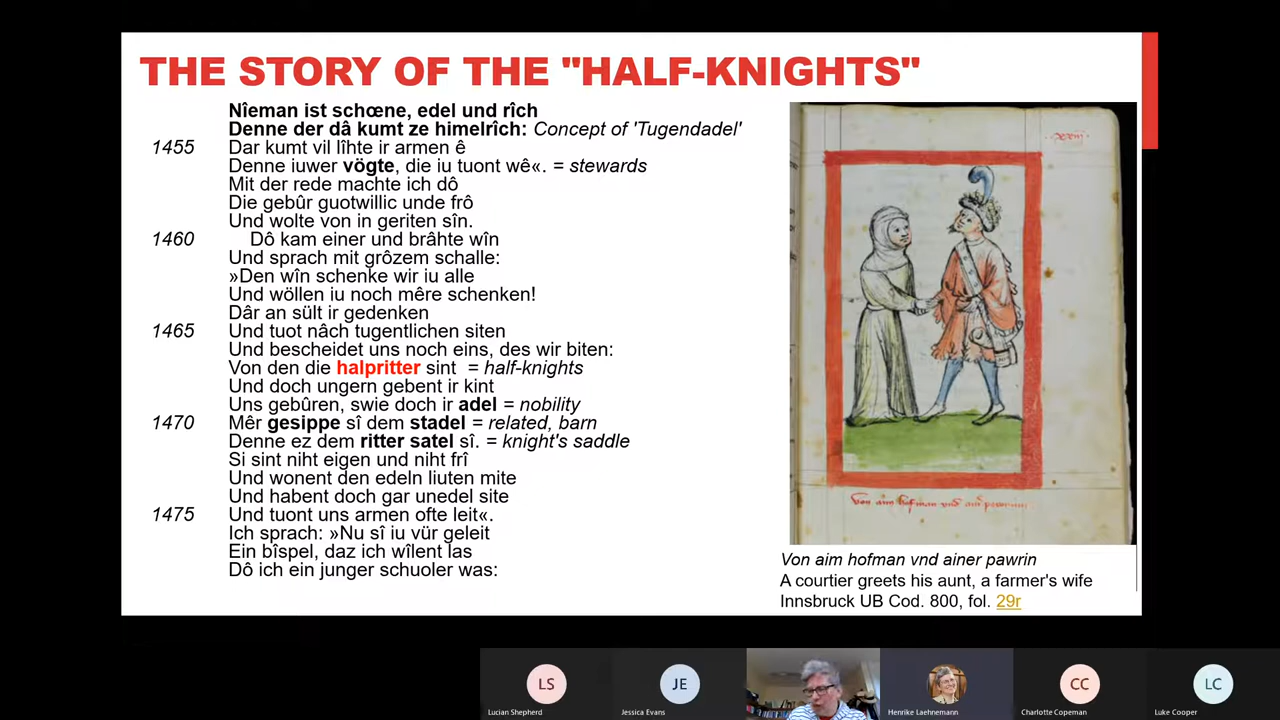 THE STORY OF THE "HALF-KNIGHTS"
Nîeman ist schœne, edel und rîch
Denne der dâ kumt ze himelrîch: Concept of 'Tugendadel'
1455 Dar kumt vil lîhte ir armen ê
Denne iuwer vögte, die iu tuont wê«. = stewards
Mit der rede machte ich dô
Die gebûr guotwillic unde frô
Und wolte von in geriten sîn.
1460 Dô kam einer und brâhte wîn
Und sprach mit grôzem schalle:
»Den wîn schenke wir iu alle
Und wöllen iu noch mêre schenken!
Dâr an sült ir gedenken
1465 Und tuot nâch tugentlichen siten
Und bescheidet uns noch eins, des wir biten:
Von den die halpritter sint = half-knights
Und doch ungern gebent ir kint
Uns gebûren, swie doch ir adel = nobility
1470 Mêr gesippe sî dem stadel = related, barn
Denne ez dem ritter satel sî. = knight's saddle
Si sint niht eigen und niht frî
Und wonent den edeln liuten mite
Und habent doch gar unedel site
1475 Und tuont uns armen ofte leit«.
Ich sprach: »Nu sî iu vür geleit
Ein bîspel, daz ich wîlent las
Dô ich ein junger schuoler was:
Von aim hofman vnd
Von aim hofman vnd ainer pawrin
A courtier greets his aunt, a farmer's wife
Innsbruck UB Cod. 800, fol. 29r
LS
JE
CC
LC
Lucian Shepherd
Jessica Evans
Henrike Laehnemann
Charlotte Copeman
Luke Cooper